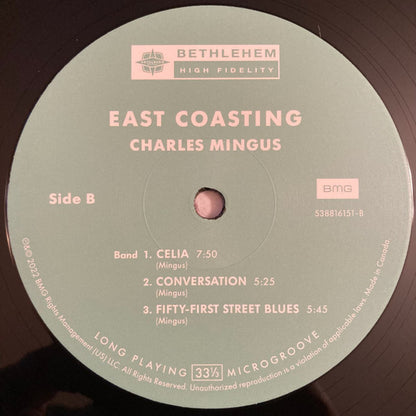 BETHLEHEM
HIGH FIDELITY
EAST COASTING
CHARLES MINGUS
Side B
BMG
538816151-B
Band 1. CELIA 7:50
(Mingus)
2. CONVERSATION 5:25
(Mingus)
3. FIFTY-FIRST STREET BLUES 5:45
(Mingus)
LONG PLAYING 33⅓ MICROGROOVE
℗&© 2022 BMG Rights Management (US) LLC. All Rights Reserved. Unauthorized reproduction is a violation of applicable laws. Made in Canada.